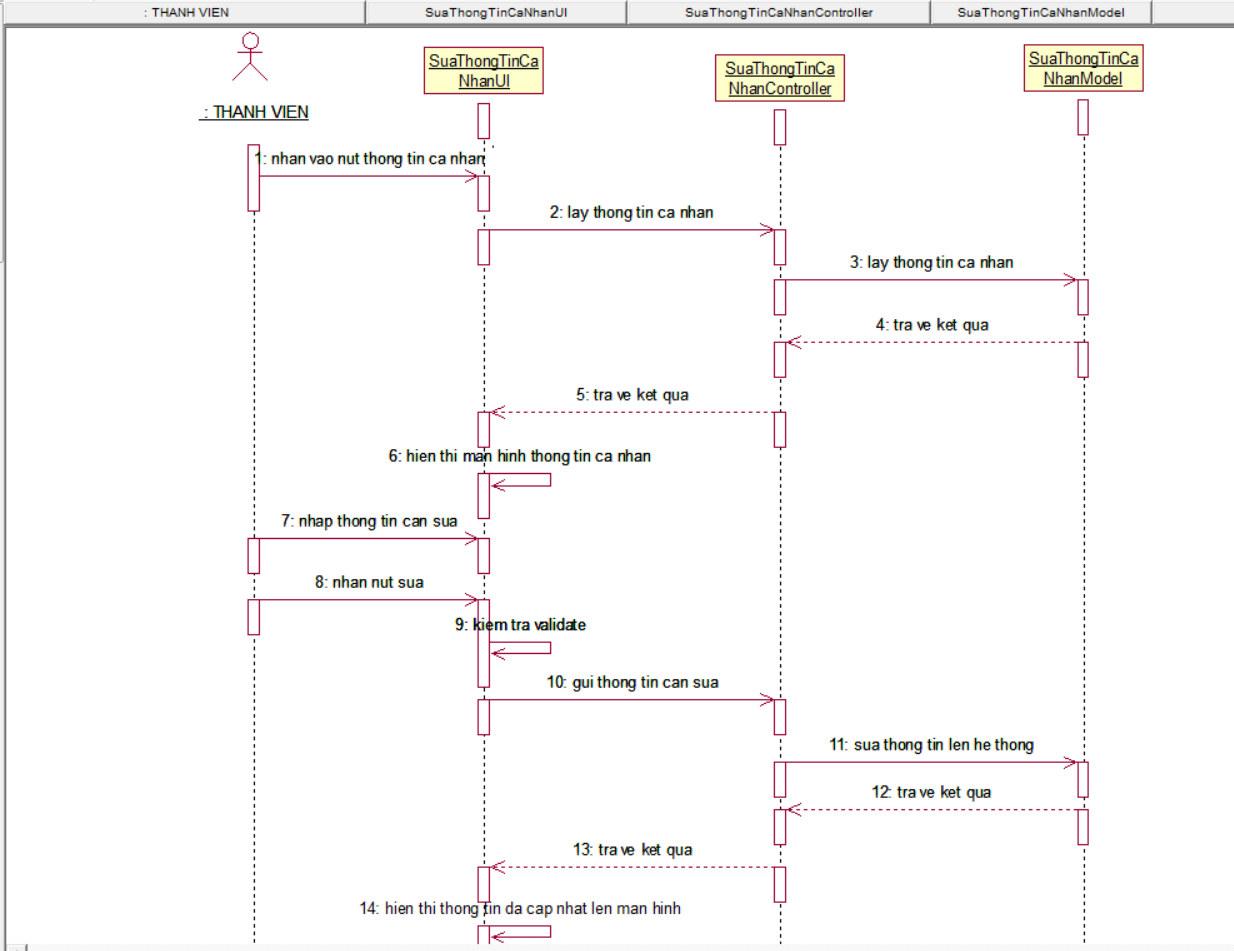 : THANH VIEN
SuaThongTinCaNhanUI
SuaThongTinCaNhanController
SuaThongTinCaNhanModel
: THANH VIEN
SuaThongTinCa
NhanUI
SuaThongTinCa
NhanController
SuaThongTinCa
NhanModel
1: nhan vao nut thong tin ca nhan
2: lay thong tin ca nhan
3: lay thong tin ca nhan
4: tra ve ket qua
5: tra ve ket qua
6: hien thi man hinh thong tin ca nhan
7: nhap thong tin can sua
8: nhan nut sua
9: kiem tra validate
10: gui thong tin can sua
11: sua thong tin len he thong
12: tra ve ket qua
13: tra ve ket qua
14: hien thi thong tin da cap nhat len man hinh